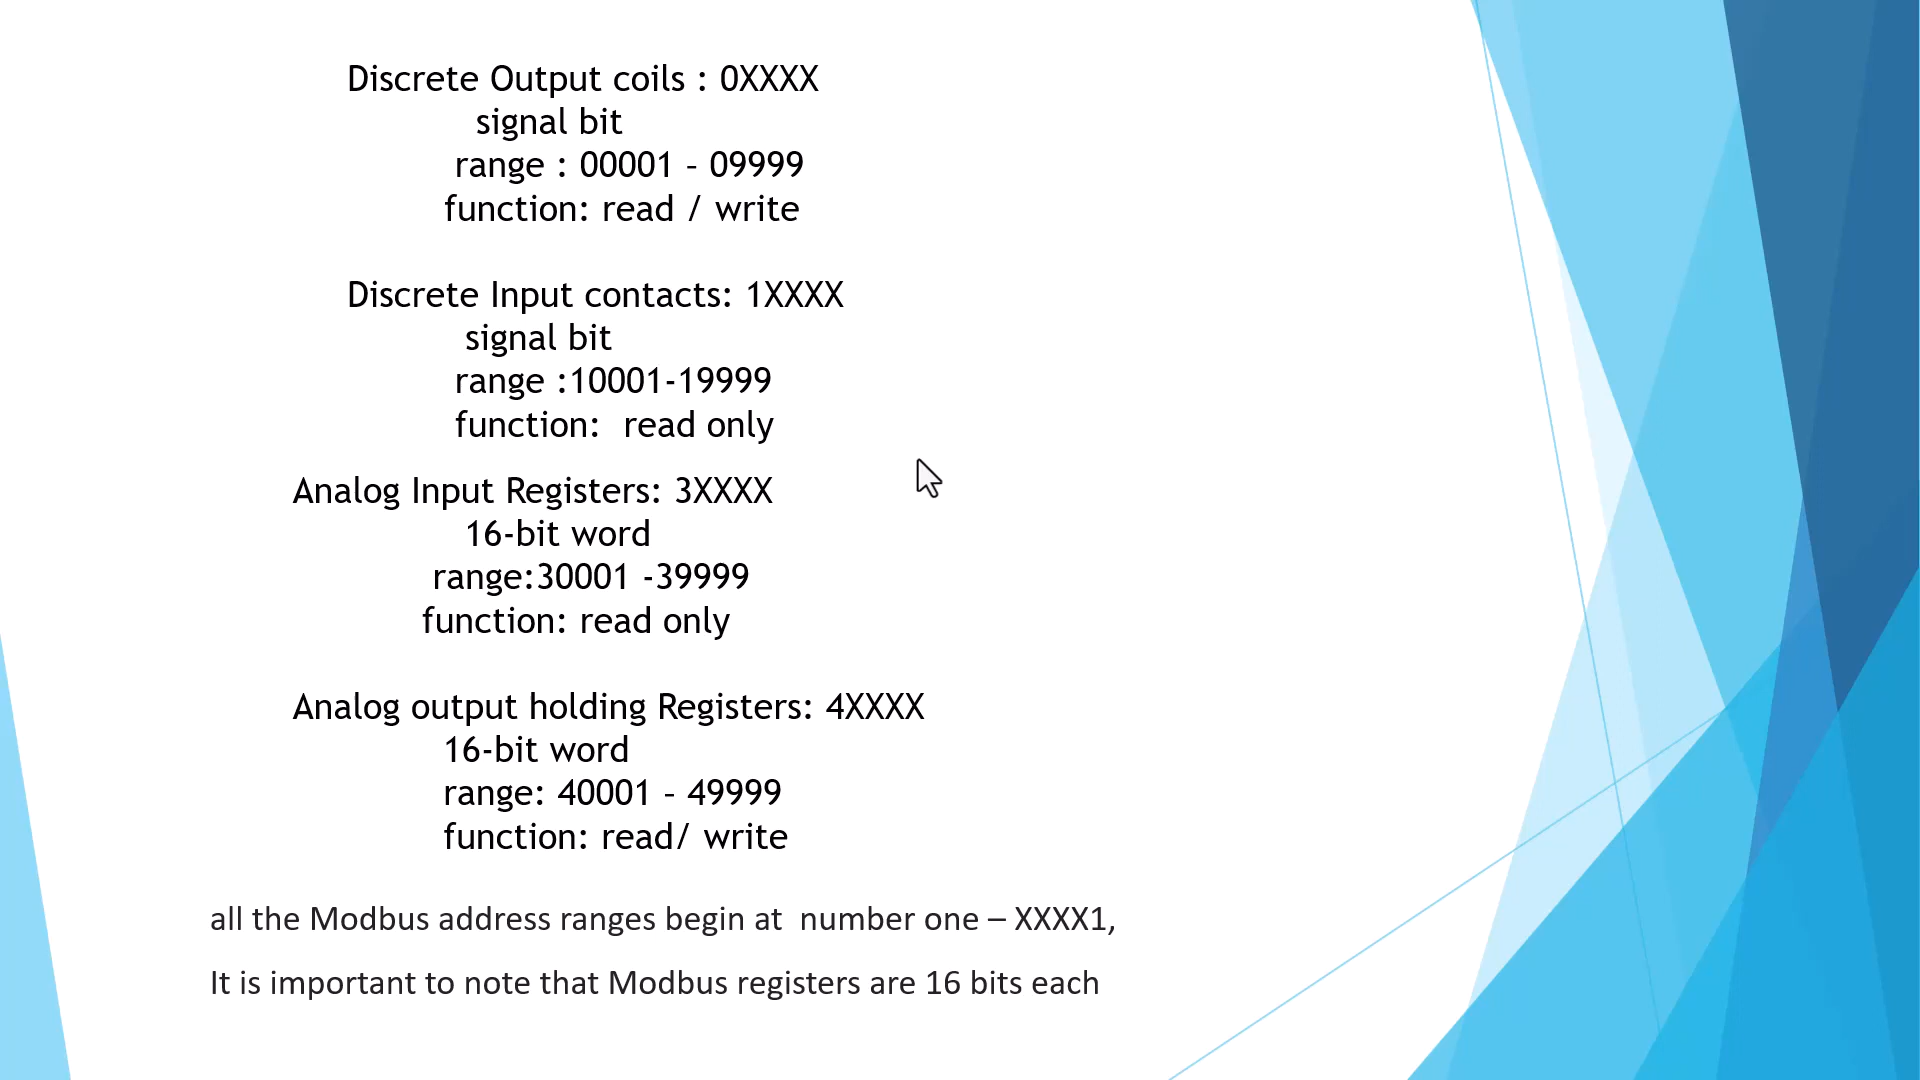 Discrete Output coils : 0XXXX
signal bit
range : 00001 – 09999
function: read / write
Discrete Input contacts: 1XXXX
signal bit
range :10001-19999
function:  read only
Analog Input Registers: 3XXXX
16-bit word
range:30001 -39999
function: read only
Analog output holding Registers: 4XXXX
16-bit word
range: 40001 – 49999
function: read/ write
all the Modbus address ranges begin at  number one – XXXX1,
It is important to note that Modbus registers are 16 bits each